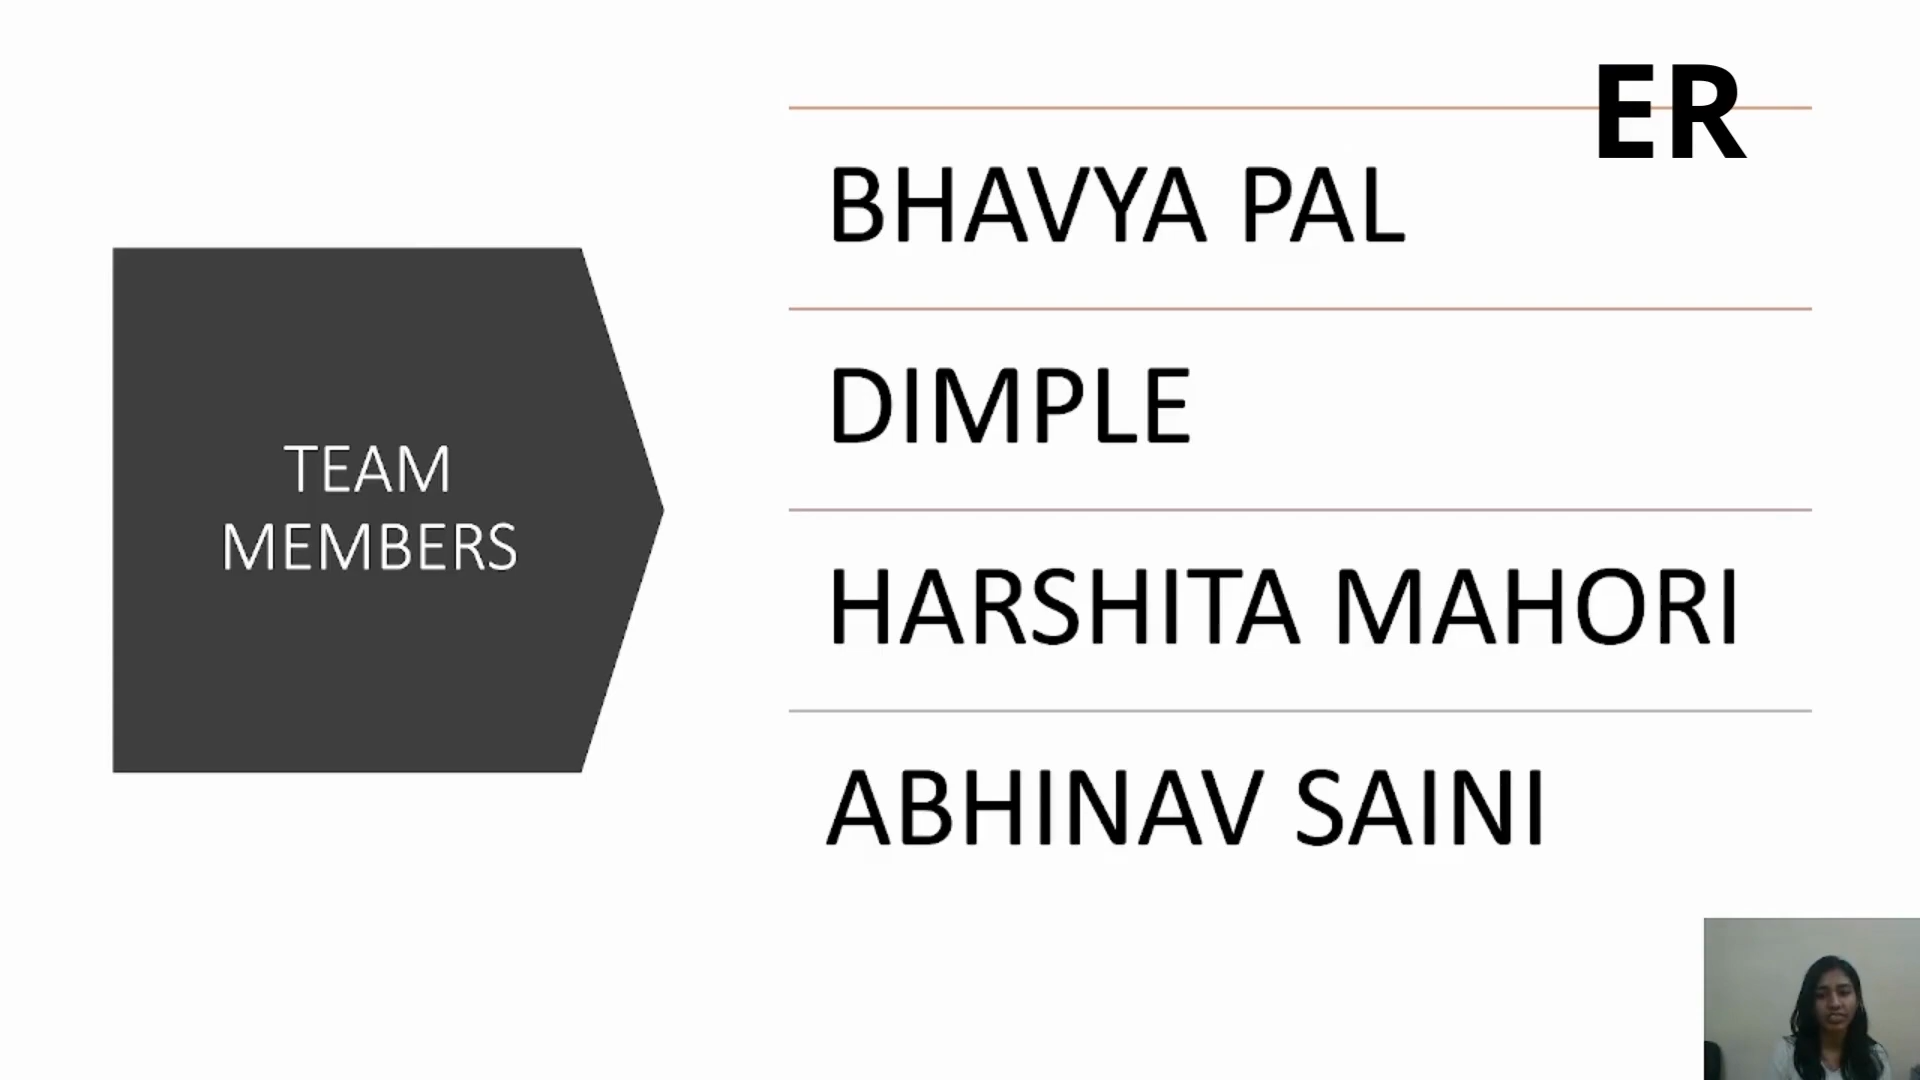 ER
BHAVYA PAL
DIMPLE
TEAM
MEMBERS
HARSHITA MAHORI
ABHINAV SAINI